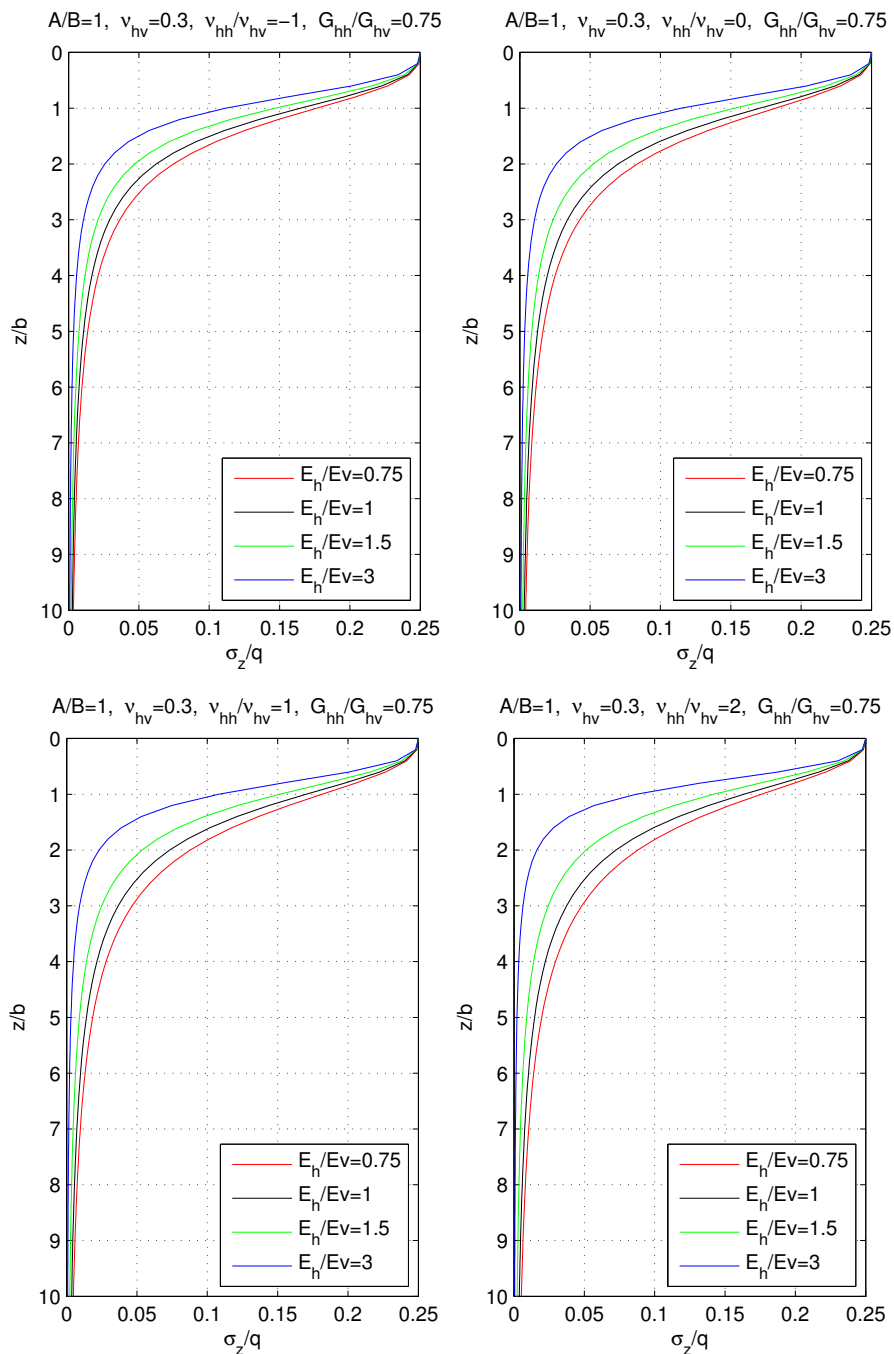 A/B=1, ν_hv=0.3, ν_hh/ν_hv=−1, G_hh/G_hv=0.75
0
1
2
3
4
5
6
7
8
9
10
z/b
E_h/Ev=0.75
E_h/Ev=1
E_h/Ev=1.5
E_h/Ev=3
0 0.05 0.1 0.15 0.2 0.25
σ_z/q
A/B=1, ν_hv=0.3, ν_hh/ν_hv=0, G_hh/G_hv=0.75
0
1
2
3
4
5
6
7
8
9
10
z/b
E_h/Ev=0.75
E_h/Ev=1
E_h/Ev=1.5
E_h/Ev=3
0 0.05 0.1 0.15 0.2 0.25
σ_z/q
A/B=1, ν_hv=0.3, ν_hh/ν_hv=1, G_hh/G_hv=0.75
0
1
2
3
4
5
6
7
8
9
10
z/b
E_h/Ev=0.75
E_h/Ev=1
E_h/Ev=1.5
E_h/Ev=3
0 0.05 0.1 0.15 0.2 0.25
σ_z/q
A/B=1, ν_hv=0.3, ν_hh/ν_hv=2, G_hh/G_hv=0.75
0
1
2
3
4
5
6
7
8
9
10
z/b
E_h/Ev=0.75
E_h/Ev=1
E_h/Ev=1.5
E_h/Ev=3
0 0.05 0.1 0.15 0.2 0.25
σ_z/q